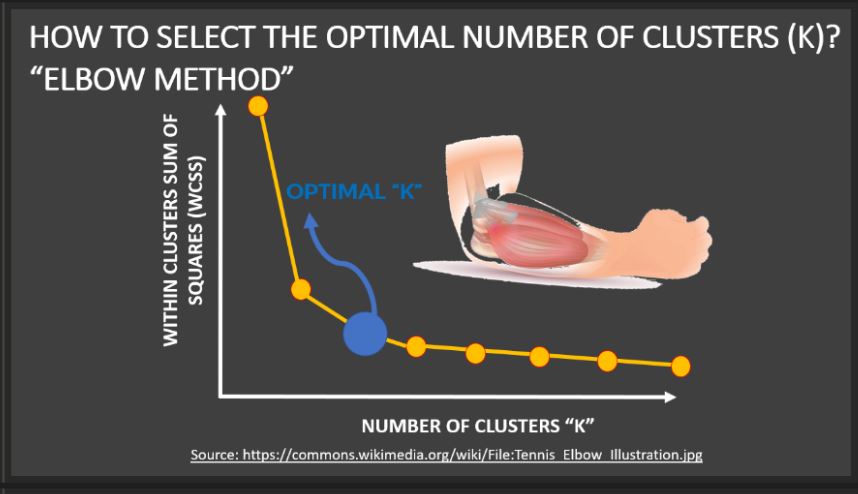 HOW TO SELECT THE OPTIMAL NUMBER OF CLUSTERS (K)?
“ELBOW METHOD”
WITHIN CLUSTERS SUM OF
SQUARES (WCSS)
OPTIMAL “K”
NUMBER OF CLUSTERS “K”
Source: https://commons.wikimedia.org/wiki/File:Tennis_Elbow_Illustration.jpg